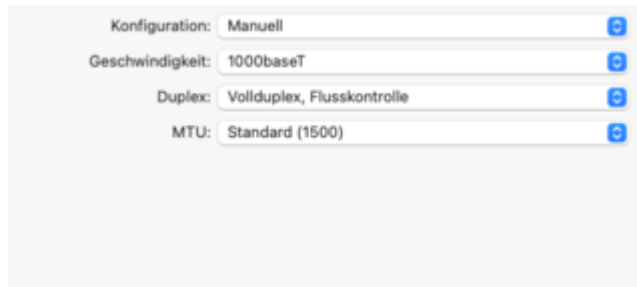 Konfiguration: Manuell
Geschwindigkeit: 1000baseT
Duplex: Vollduplex, Flusskontrolle
MTU: Standard (1500)